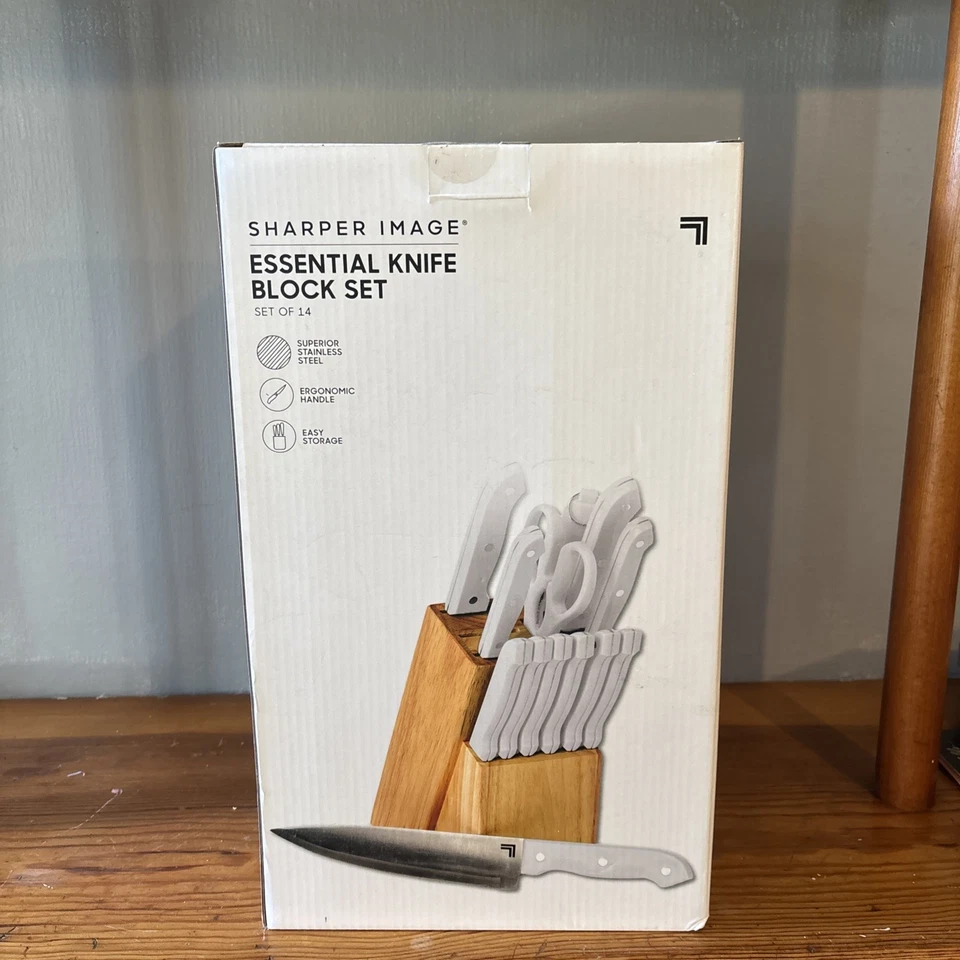 SHARPER IMAGE®
ESSENTIAL KNIFE
BLOCK SET
SET OF 14
SUPERIOR
STAINLESS
STEEL
ERGONOMIC
HANDLE
EASY
STORAGE